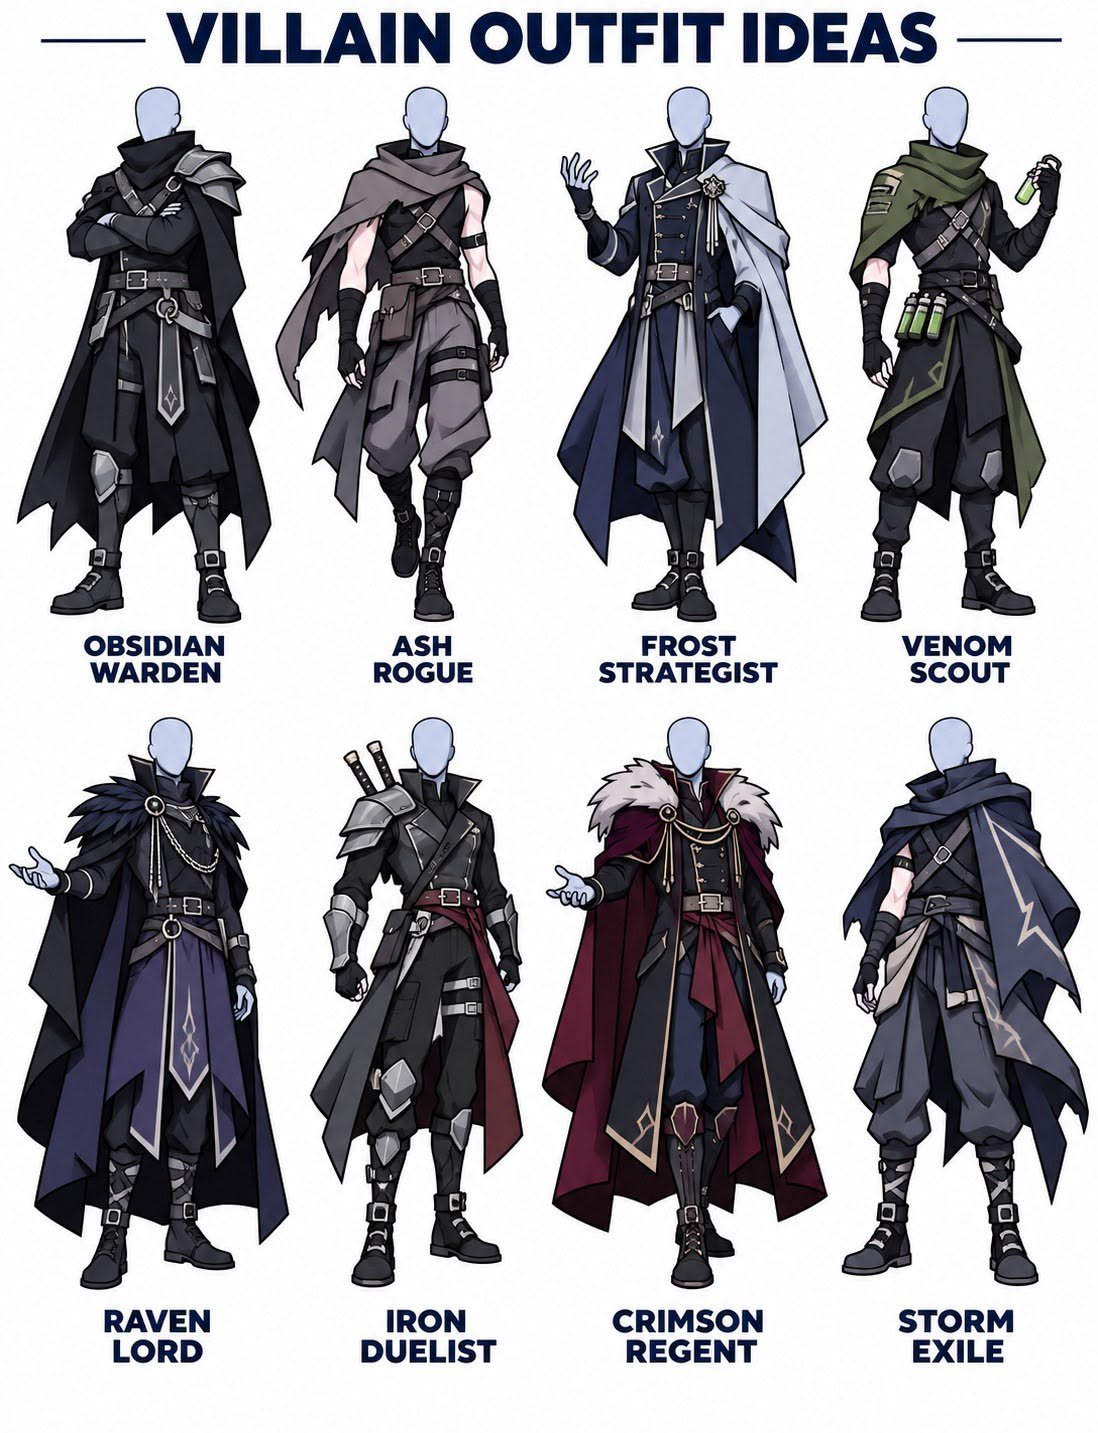 VILLAIN OUTFIT IDEAS
OBSIDIAN
WARDEN
ASH
ROGUE
FROST
STRATEGIST
VENOM
SCOUT
RAVEN
LORD
IRON
DUELIST
CRIMSON
REGENT
STORM
EXILE